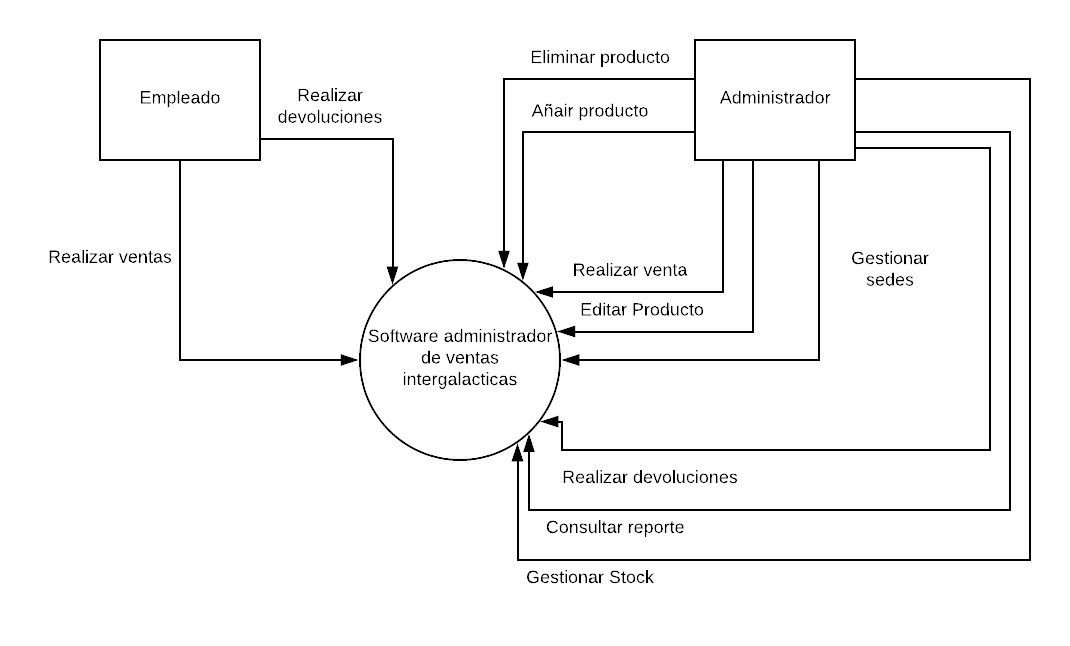 Eliminar producto
Empleado
Realizar
devoluciones
Administrador
Añair producto
Realizar ventas
Gestionar
sedes
Realizar venta
Editar Producto
Software administrador
de ventas
intergalacticas
Realizar devoluciones
Consultar reporte
Gestionar Stock